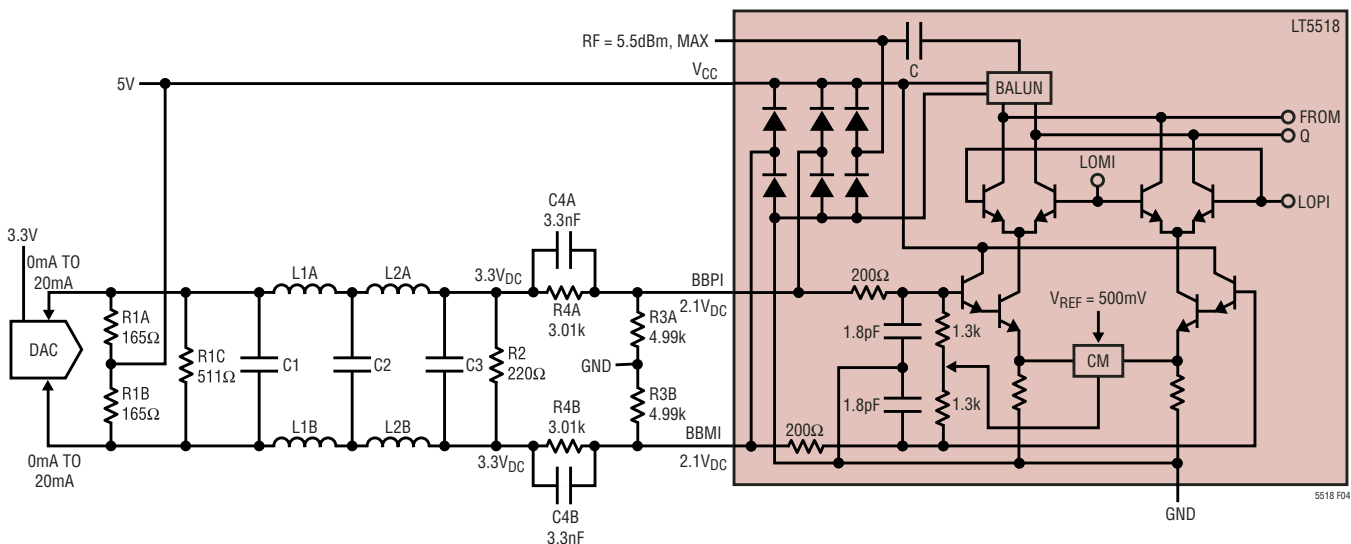 LT5518
RF = 5.5dBm, MAX
C
VCC
5V
BALUN
FROM
Q
LOMI
LOPI
C4A
3.3nF
3.3V
0mA TO
20mA
L1A
L2A
3.3VDC
R4A
3.01k
BBPI
2.1VDC
200Ω
VREF = 500mV
R1A
165Ω
R3A
4.99k
1.8pF
1.3k
DAC
R1C
511Ω
C1
C2
C3
R2
220Ω
GND
CM
R1B
165Ω
R3B
4.99k
1.8pF
1.3k
L1B
L2B
R4B
3.01k
200Ω
BBMI
2.1VDC
3.3VDC
0mA TO
20mA
C4B
3.3nF
GND
5518 F04